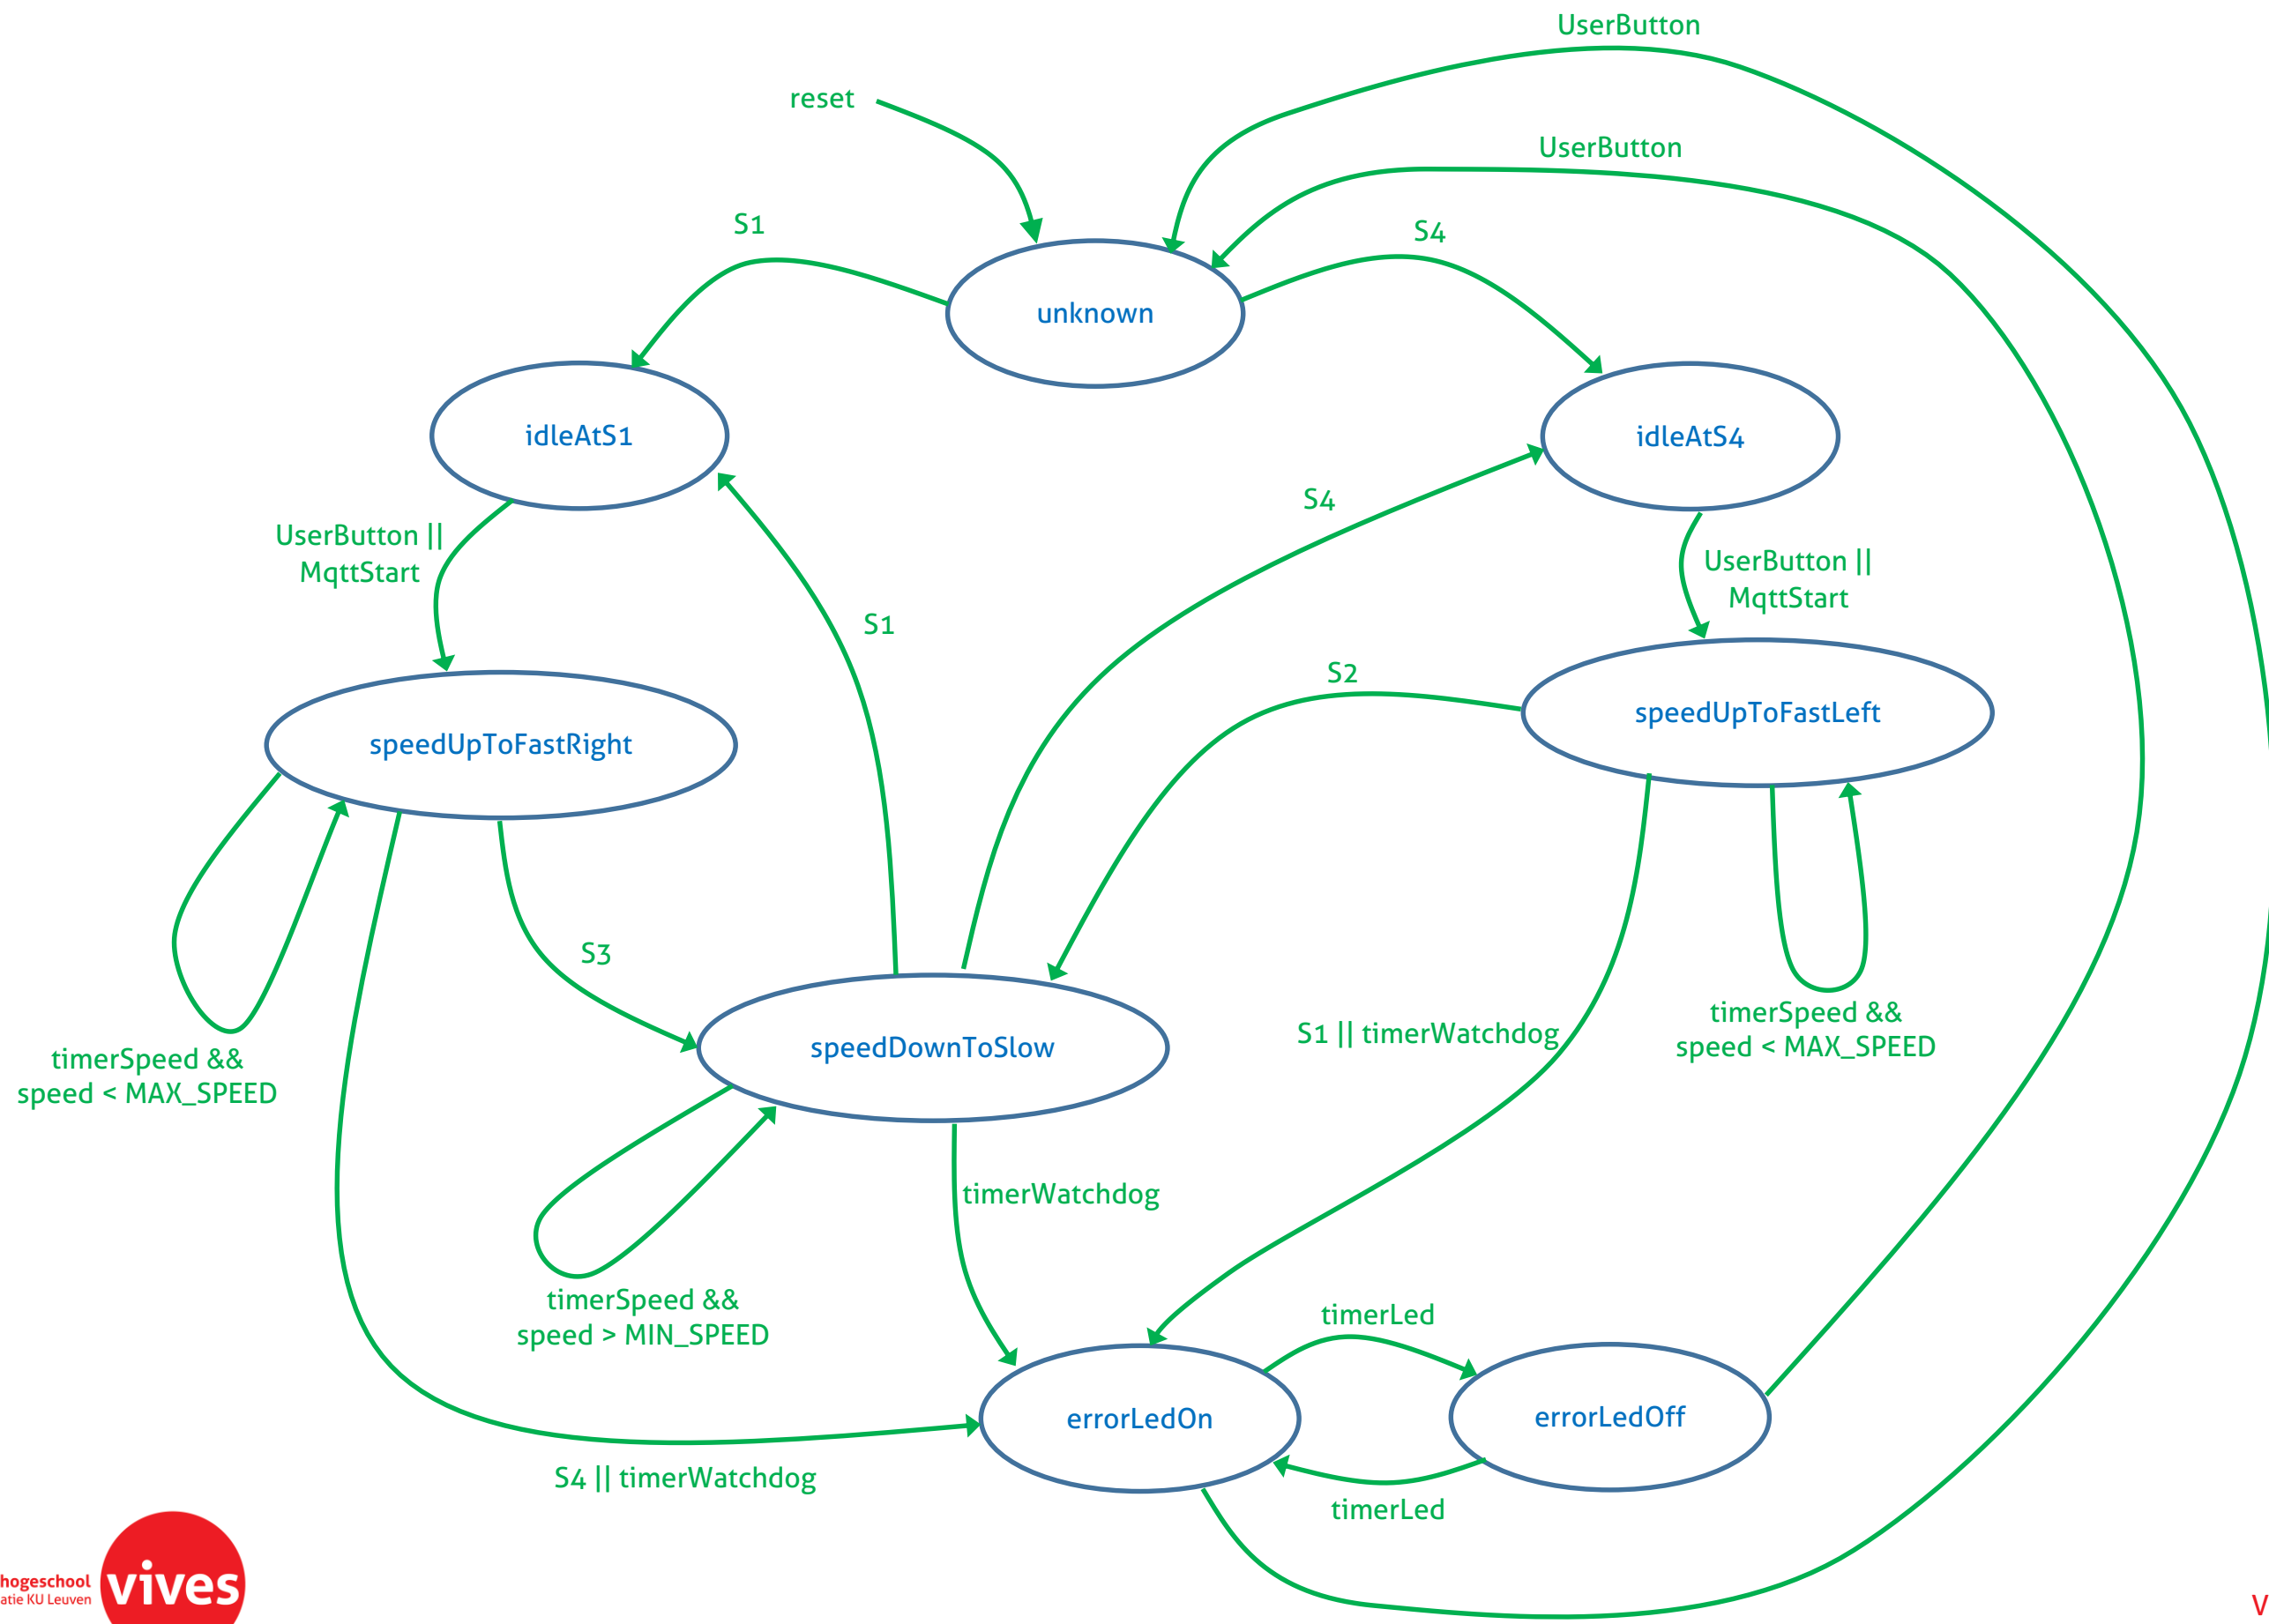 UserButton
reset
UserButton
S1
S4
unknown
idleAtS1
idleAtS4
S4
UserButton ||
MqttStart
UserButton ||
MqttStart
S1
S2
speedUpToFastLeft
speedUpToFastRight
S3
timerSpeed &&
speed < MAX_SPEED
S1 || timerWatchdog
speedDownToSlow
timerSpeed &&
speed < MAX_SPEED
timerWatchdog
timerSpeed &&
speed > MIN_SPEED
timerLed
errorLedOn
errorLedOff
S4 || timerWatchdog
timerLed
hogeschool
atie KU Leuven
vives
V